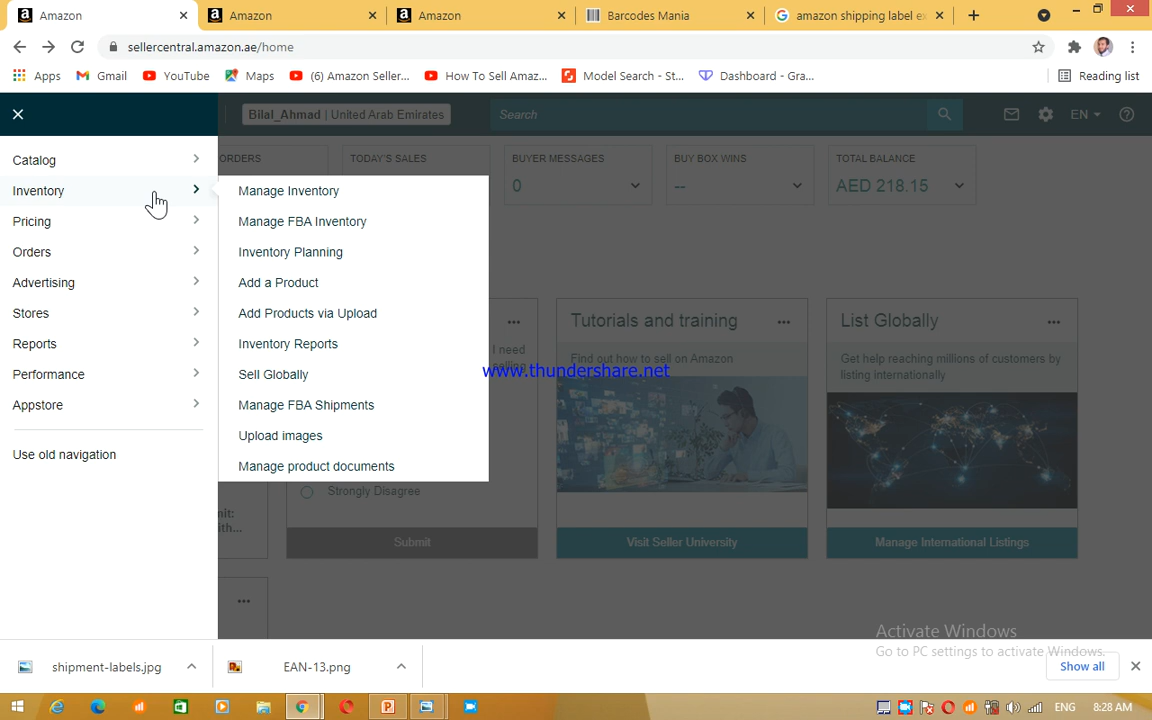 Amazon
Amazon
Amazon
Barcodes Mania
amazon shipping label ex
sellercentral.amazon.ae/home
Apps
Gmail
YouTube
Maps
(6) Amazon Seller...
How To Sell Amaz...
Model Search - St...
Dashboard - Gra...
Reading list
Bilal_Ahmad | United Arab Emirates
Search
EN
Catalog
Inventory
Pricing
Orders
Advertising
Stores
Reports
Performance
Appstore
Use old navigation
ORDERS
TODAY'S SALES
BUYER MESSAGES
0
BUY BOX WINS
--
TOTAL BALANCE
AED 218.15
Manage Inventory
Manage FBA Inventory
Inventory Planning
Add a Product
Add Products via Upload
Inventory Reports
Sell Globally
Manage FBA Shipments
Upload images
Manage product documents
I need
Strongly Disagree
Submit
Tutorials and training
Find out how to sell on Amazon
Visit Seller University
List Globally
Get help reaching millions of customers by
listing internationally
Manage International Listings
www.thundershare.net
Activate Windows
Go to PC settings to activate Windows.
shipment-labels.jpg
EAN-13.png
Show all
ENG
8:28 AM